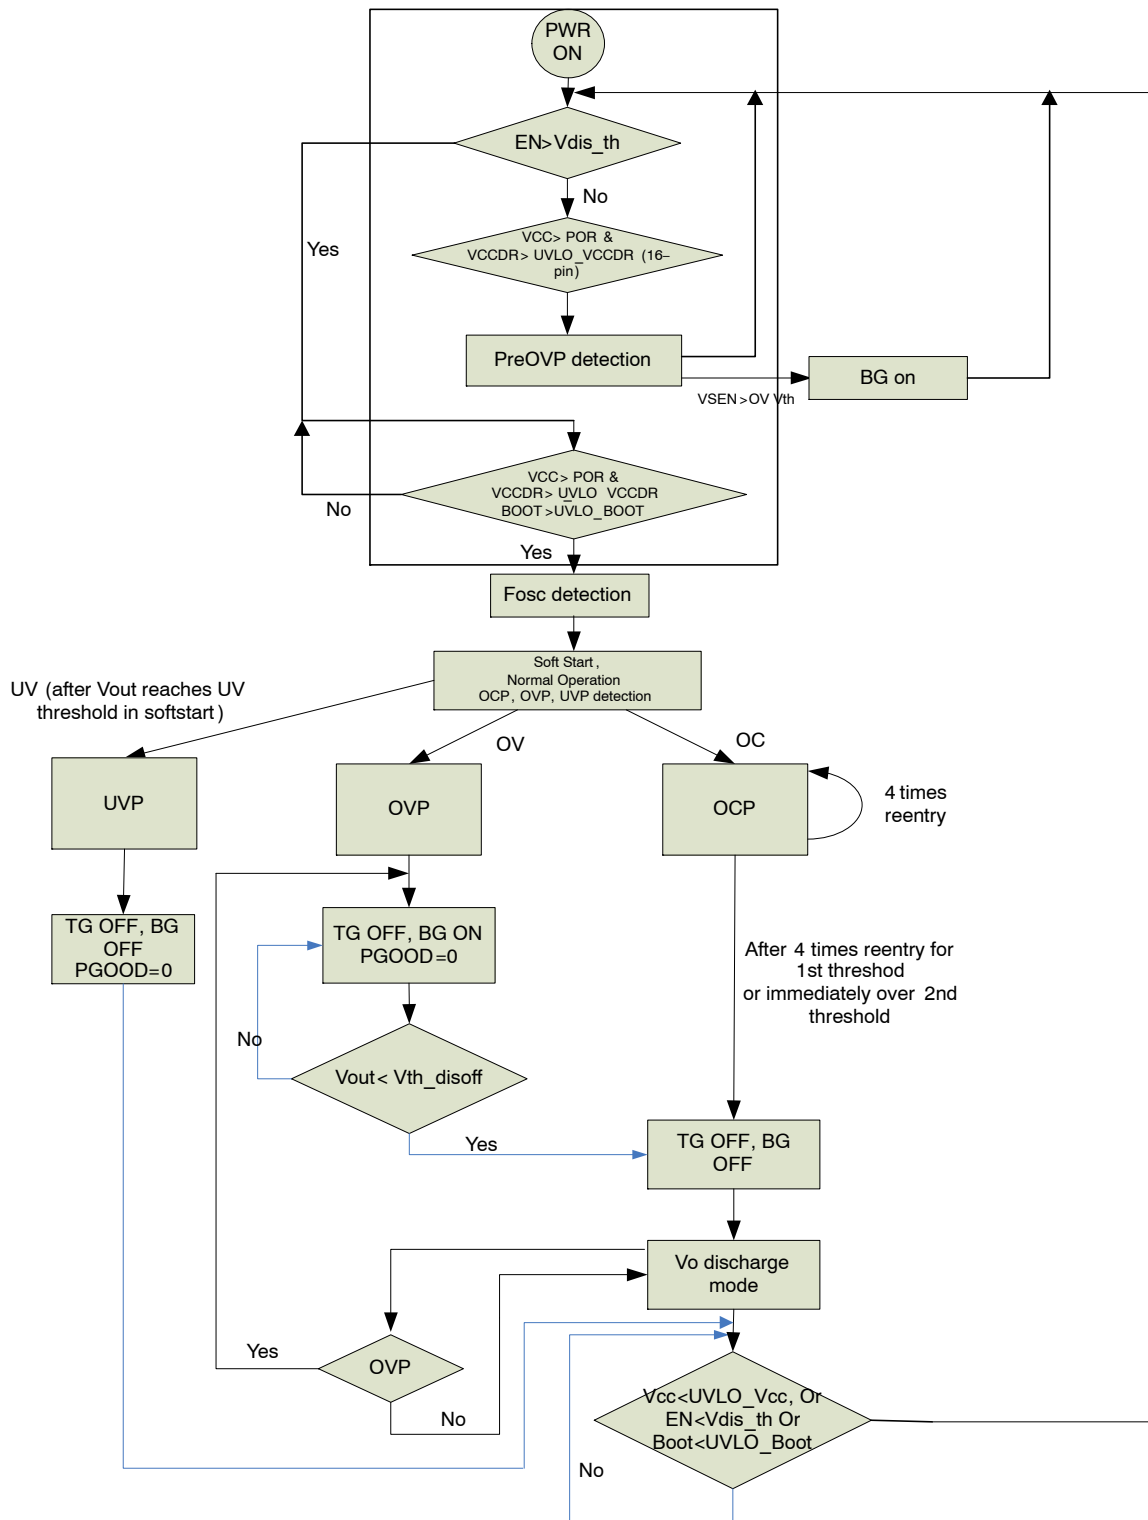 PWR
ON
EN>Vdis_th
No
VCC> POR &
VCCDR> UVLO_VCCDR (16–
pin)
Yes
PreOVP detection
BG on
VSEN>OV Vth
VCC> POR &
VCCDR> UVLO VCCDR
BOOT>UVLO_BOOT
No
Yes
Fosc detection
Soft Start,
Normal Operation
OCP, OVP, UVP detection
UV (after Vout reaches UV
threshold in softstart)
OV
OC
UVP
OVP
OCP
4 times
reentry
TG OFF, BG
OFF
PGOOD=0
TG OFF, BG ON
PGOOD=0
After 4 times reentry for
1st threshod
or immediately over 2nd
threshold
No
Vout< Vth_disoff
Yes
TG OFF, BG
OFF
Vo discharge
mode
Yes
OVP
No
Vcc<UVLO_Vcc, Or
EN<Vdis_th Or
Boot<UVLO_Boot
No